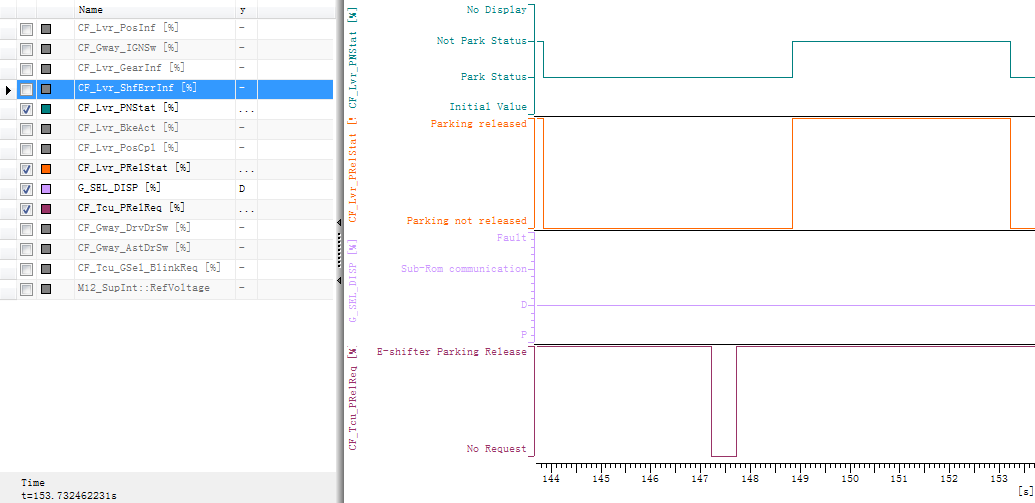 Name y
CF_Lvr_PosInf [%] -
CF_Gway_IGNSw [%] -
CF_Lvr_GearInf [%] -
CF_Lvr_ShfErrInf [%] -
CF_Lvr_PNStat [%] ...
CF_Lvr_BkeAct [%] -
CF_Lvr_PosCpl [%] -
CF_Lvr_PRelStat [%] ...
G_SEL_DISP [%] D
CF_Tcu_PRelReq [%] ...
CF_Gway_DrvDrSw [%] -
CF_Gway_AstDrSw [%] -
CF_Tcu_GSel_BlinkReq [%] -
M12_SupInt::RefVoltage -
Time
t=153.732462231s
CF_Lvr_PNStat [%]
No Display
Not Park Status
Park Status
Initial Value
CF_Lvr_PRelStat
Parking released
Parking not released
G_SEL_DISP [%]
Fault
Sub-Rom communication
D
P
CF_Tcu_PRelReq [%]
E-shifter Parking Release
No Request
144 145 146 147 148 149 150 151 152 153
[s]